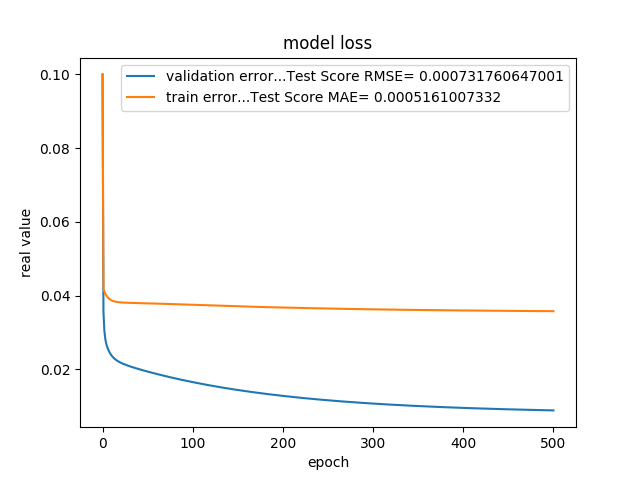 model loss
validation error...Test Score RMSE= 0.000731760647001
train error...Test Score MAE= 0.0005161007332
0.10
0.08
0.06
0.04
0.02
real value
0 100 200 300 400 500
epoch